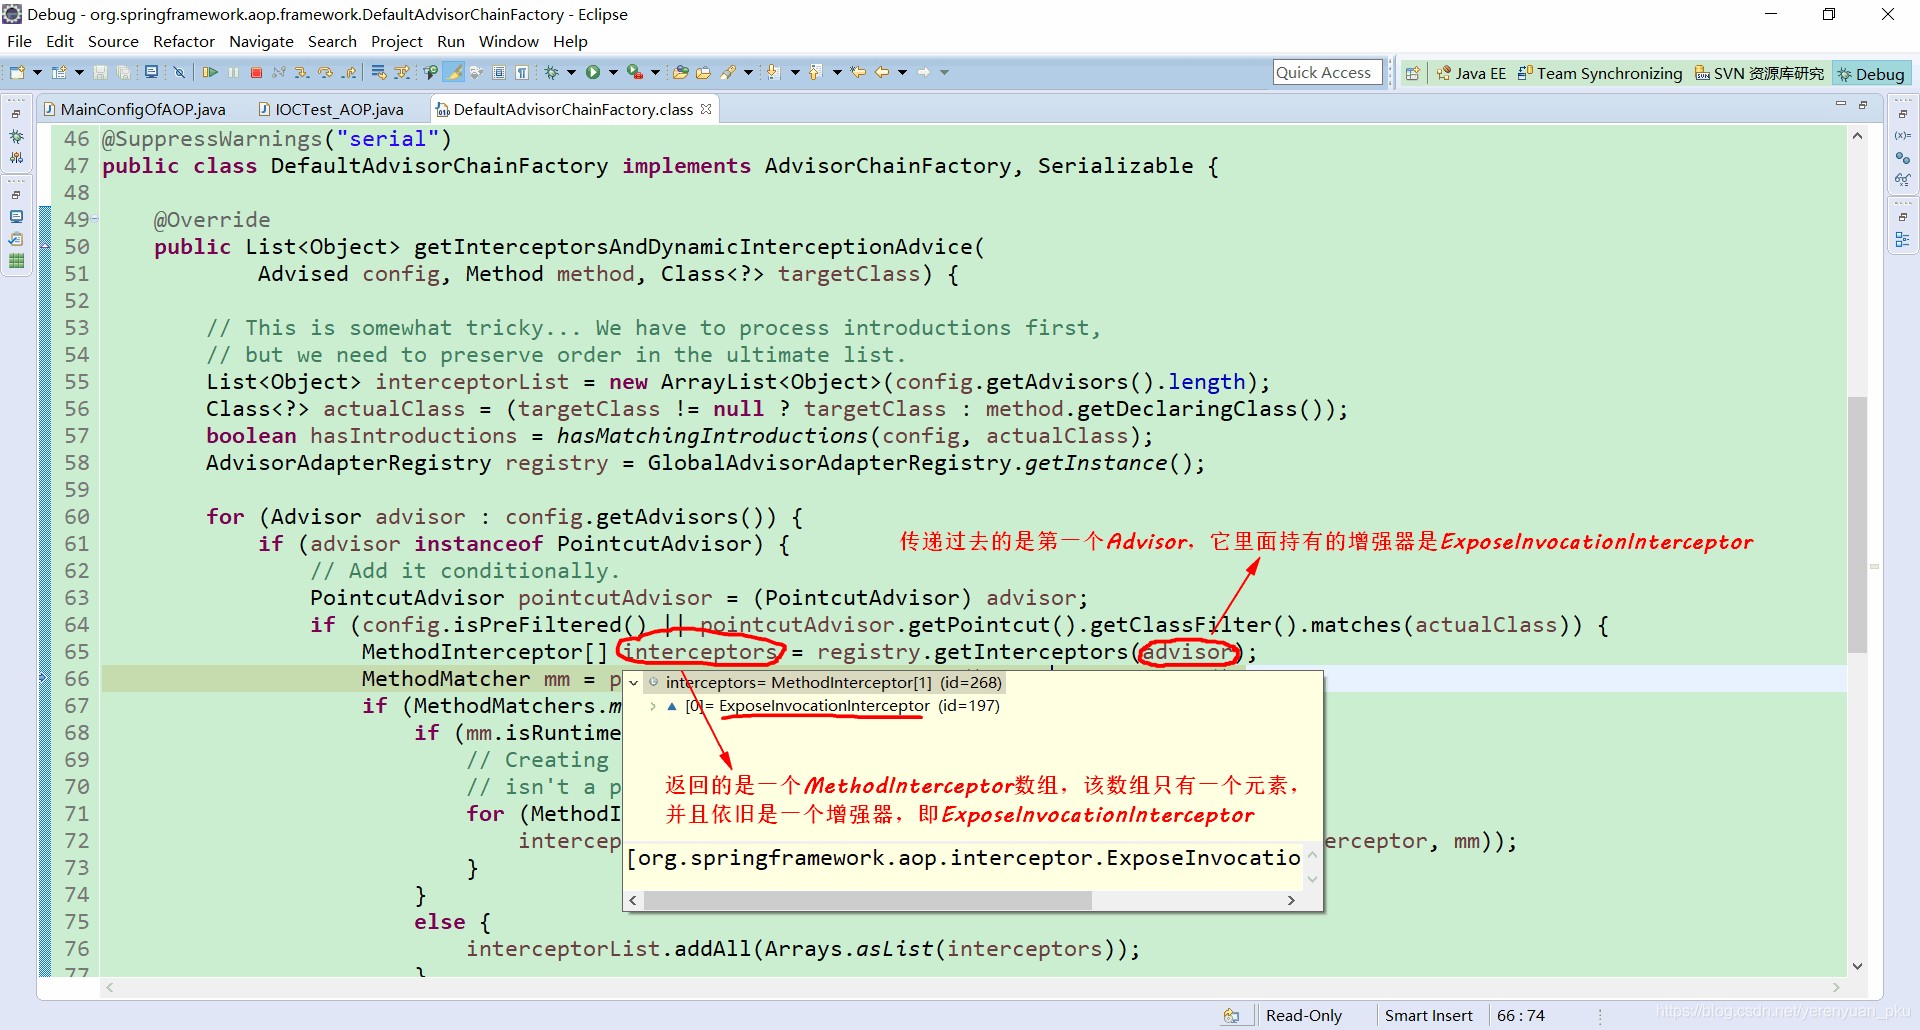 Debug - org.springframework.aop.framework.DefaultAdvisorChainFactory - Eclipse
File Edit Source Refactor Navigate Search Project Run Window Help
Quick Access Java EE Team Synchronizing SVN 资源库研究 Debug
MainConfigOfAOP.java IOCTest_AOP.java DefaultAdvisorChainFactory.class
46 @SuppressWarnings("serial")
47 public class DefaultAdvisorChainFactory implements AdvisorChainFactory, Serializable {
48
49 @Override
50 public List<Object> getInterceptorsAndDynamicInterceptionAdvice(
51 Advised config, Method method, Class<?> targetClass) {
52
53 // This is somewhat tricky... We have to process introductions first,
54 // but we need to preserve order in the ultimate list.
55 List<Object> interceptorList = new ArrayList<Object>(config.getAdvisors().length);
56 Class<?> actualClass = (targetClass != null ? targetClass : method.getDeclaringClass());
57 boolean hasIntroductions = hasMatchingIntroductions(config, actualClass);
58 AdvisorAdapterRegistry registry = GlobalAdvisorAdapterRegistry.getInstance();
59
60 for (Advisor advisor : config.getAdvisors()) {
61 if (advisor instanceof PointcutAdvisor) {
传递过去的是第一个Advisor，它里面持有的增强器是ExposeInvocationInterceptor
62 // Add it conditionally.
63 PointcutAdvisor pointcutAdvisor = (PointcutAdvisor) advisor;
64 if (config.isPreFiltered() || pointcutAdvisor.getPointcut().getClassFilter().matches(actualClass)) {
65 MethodInterceptor[] interceptors = registry.getInterceptors(advisor);
66 MethodMatcher mm = p
interceptors= MethodInterceptor[1] (id=268)
67 if (MethodMatchers.m
[0]= ExposeInvocationInterceptor (id=197)
68 if (mm.isRuntime
69 // Creating
70 // isn't a p
返回的是一个MethodInterceptor数组，该数组只有一个元素，
71 for (MethodI
并且依旧是一个增强器，即ExposeInvocationInterceptor
72 intercep erceptor, mm));
[org.springframework.aop.interceptor.ExposeInvocatio
73 }
74 }
75 else {
76 interceptorList.addAll(Arrays.asList(interceptors));
77 }
Read-Only Smart Insert 66 : 74
https://blog.csdn.net/yerenyuan_pku